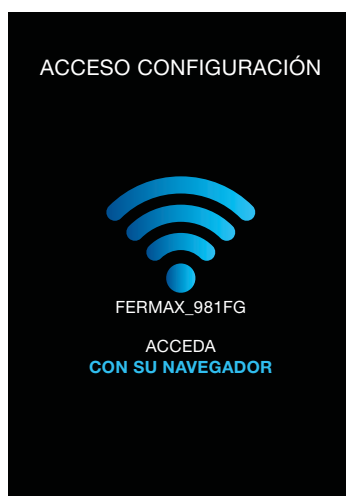 ACCESO CONFIGURACIÓN
FERMAX_981FG
ACCEDA
CON SU NAVEGADOR